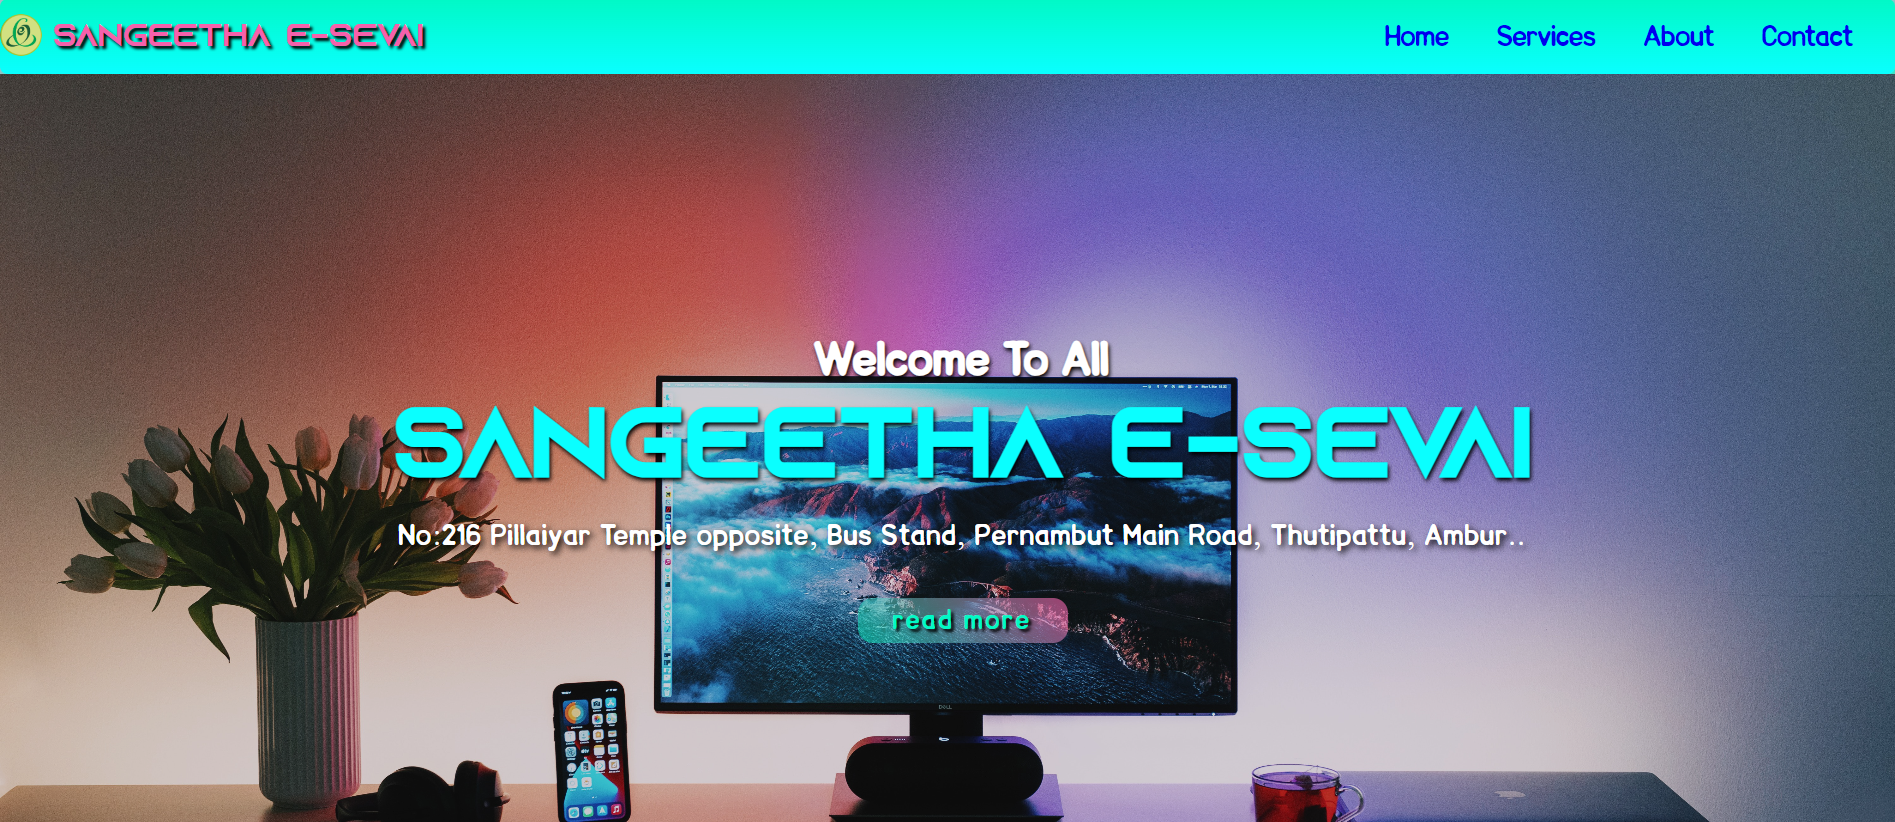 SANGEETHA E-SEVAI
Home Services About Contact
Welcome To All
SANGEETHA E-SEVAI
No:216 Pillaiyar Temple opposite, Bus Stand, Pernambut Main Road, Thutipattu, Ambur..
read more
DELL